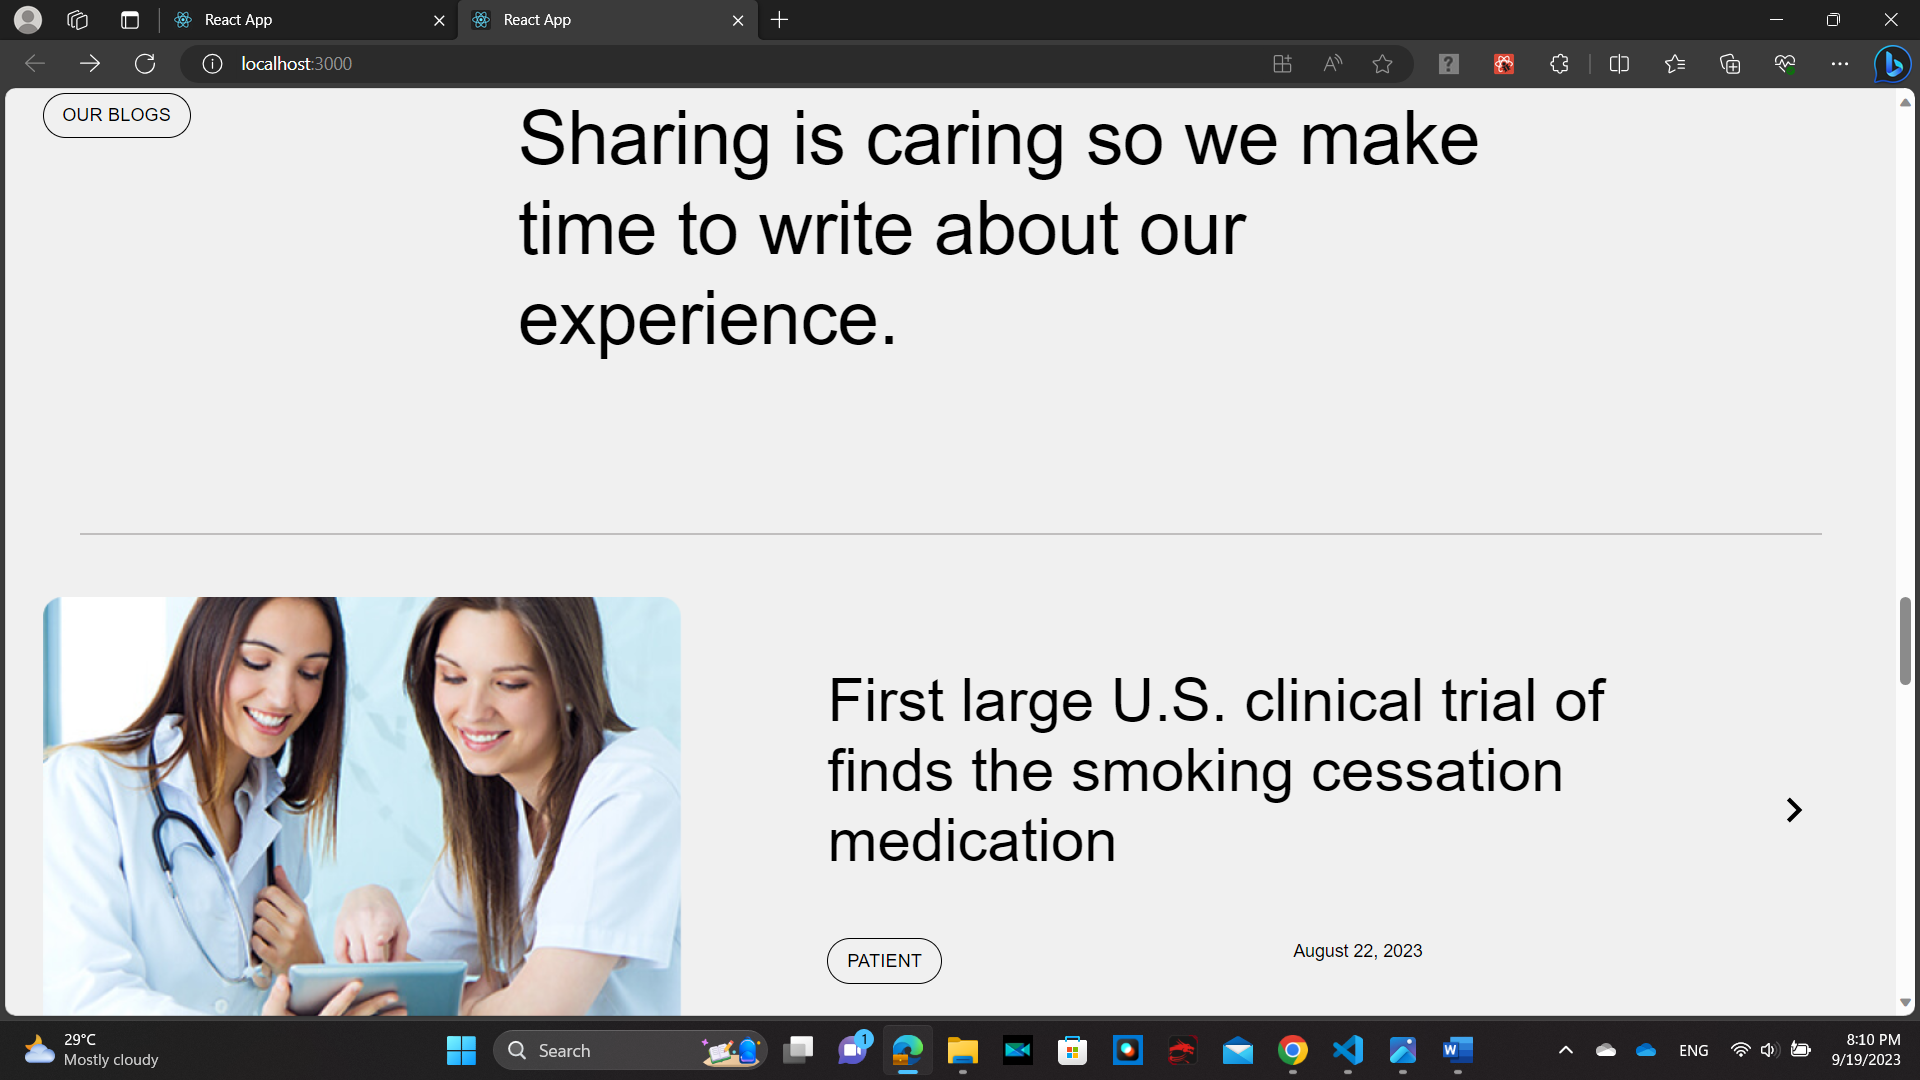 React App
React App
localhost:3000
OUR BLOGS
Sharing is caring so we make
time to write about our
experience.
First large U.S. clinical trial of
finds the smoking cessation
medication
PATIENT
August 22, 2023
29°C
Mostly cloudy
Search
1
W
ENG
8:10 PM
9/19/2023